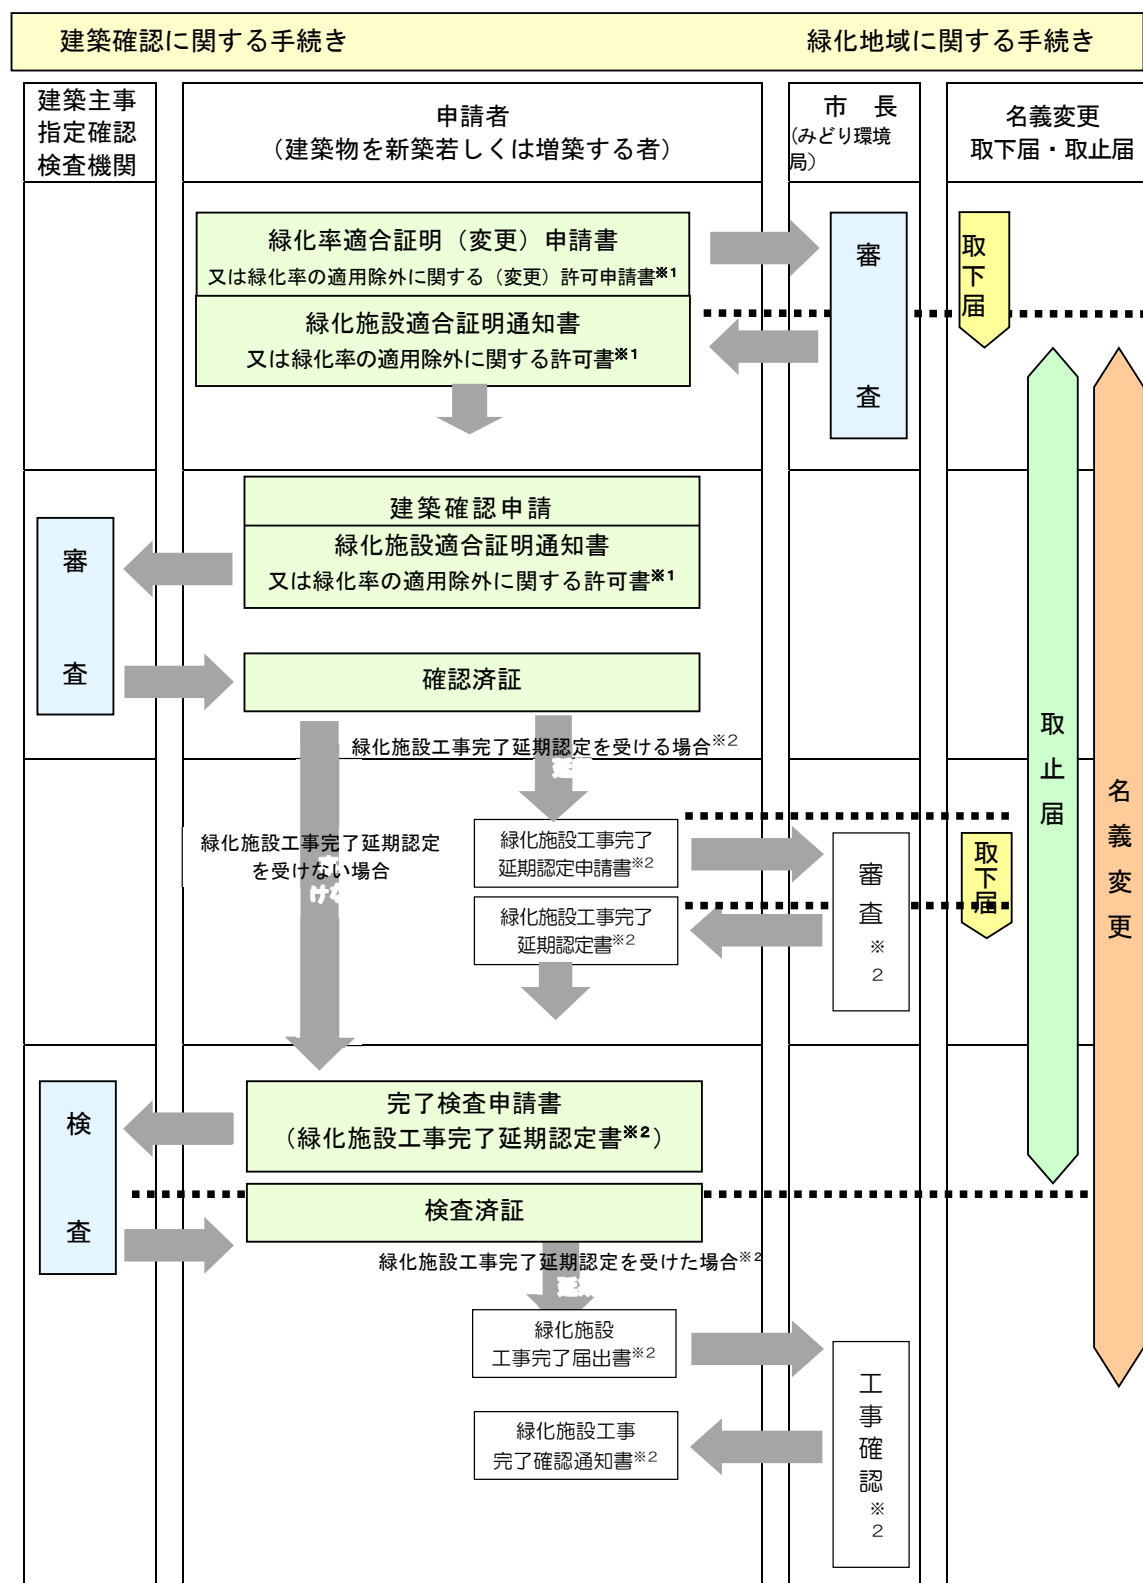 建築確認に関する手続き
緑化地域に関する手続き
建築主事
指定確認
検査機関
申請者
(建築物を新築若しくは増築する者)
市 長
(みどり環境
局)
名義変更
取下届・取止届
緑化率適合証明（変更）申請書
又は緑化率の適用除外に関する（変更）許可申請書※1
審査
取下届
緑化施設適合証明通知書
又は緑化率の適用除外に関する許可書※1
建築確認申請
緑化施設適合証明通知書
又は緑化率の適用除外に関する許可書※1
審査
確認済証
取止届
名義変更
緑化施設工事完了延期認定を受ける場合※2
緑化施設工事完了延期認定
を受けない場合
けな
緑化施設工事完了
延期認定申請書※2
審査※2
取下届
緑化施設工事完了
延期認定書※2
完了検査申請書
（緑化施設工事完了延期認定書※2）
検査
検査済証
緑化施設工事完了延期認定を受けた場合※2
緑化施設
工事完了届出書※2
工事確認※2
緑化施設工事
完了確認通知書※2